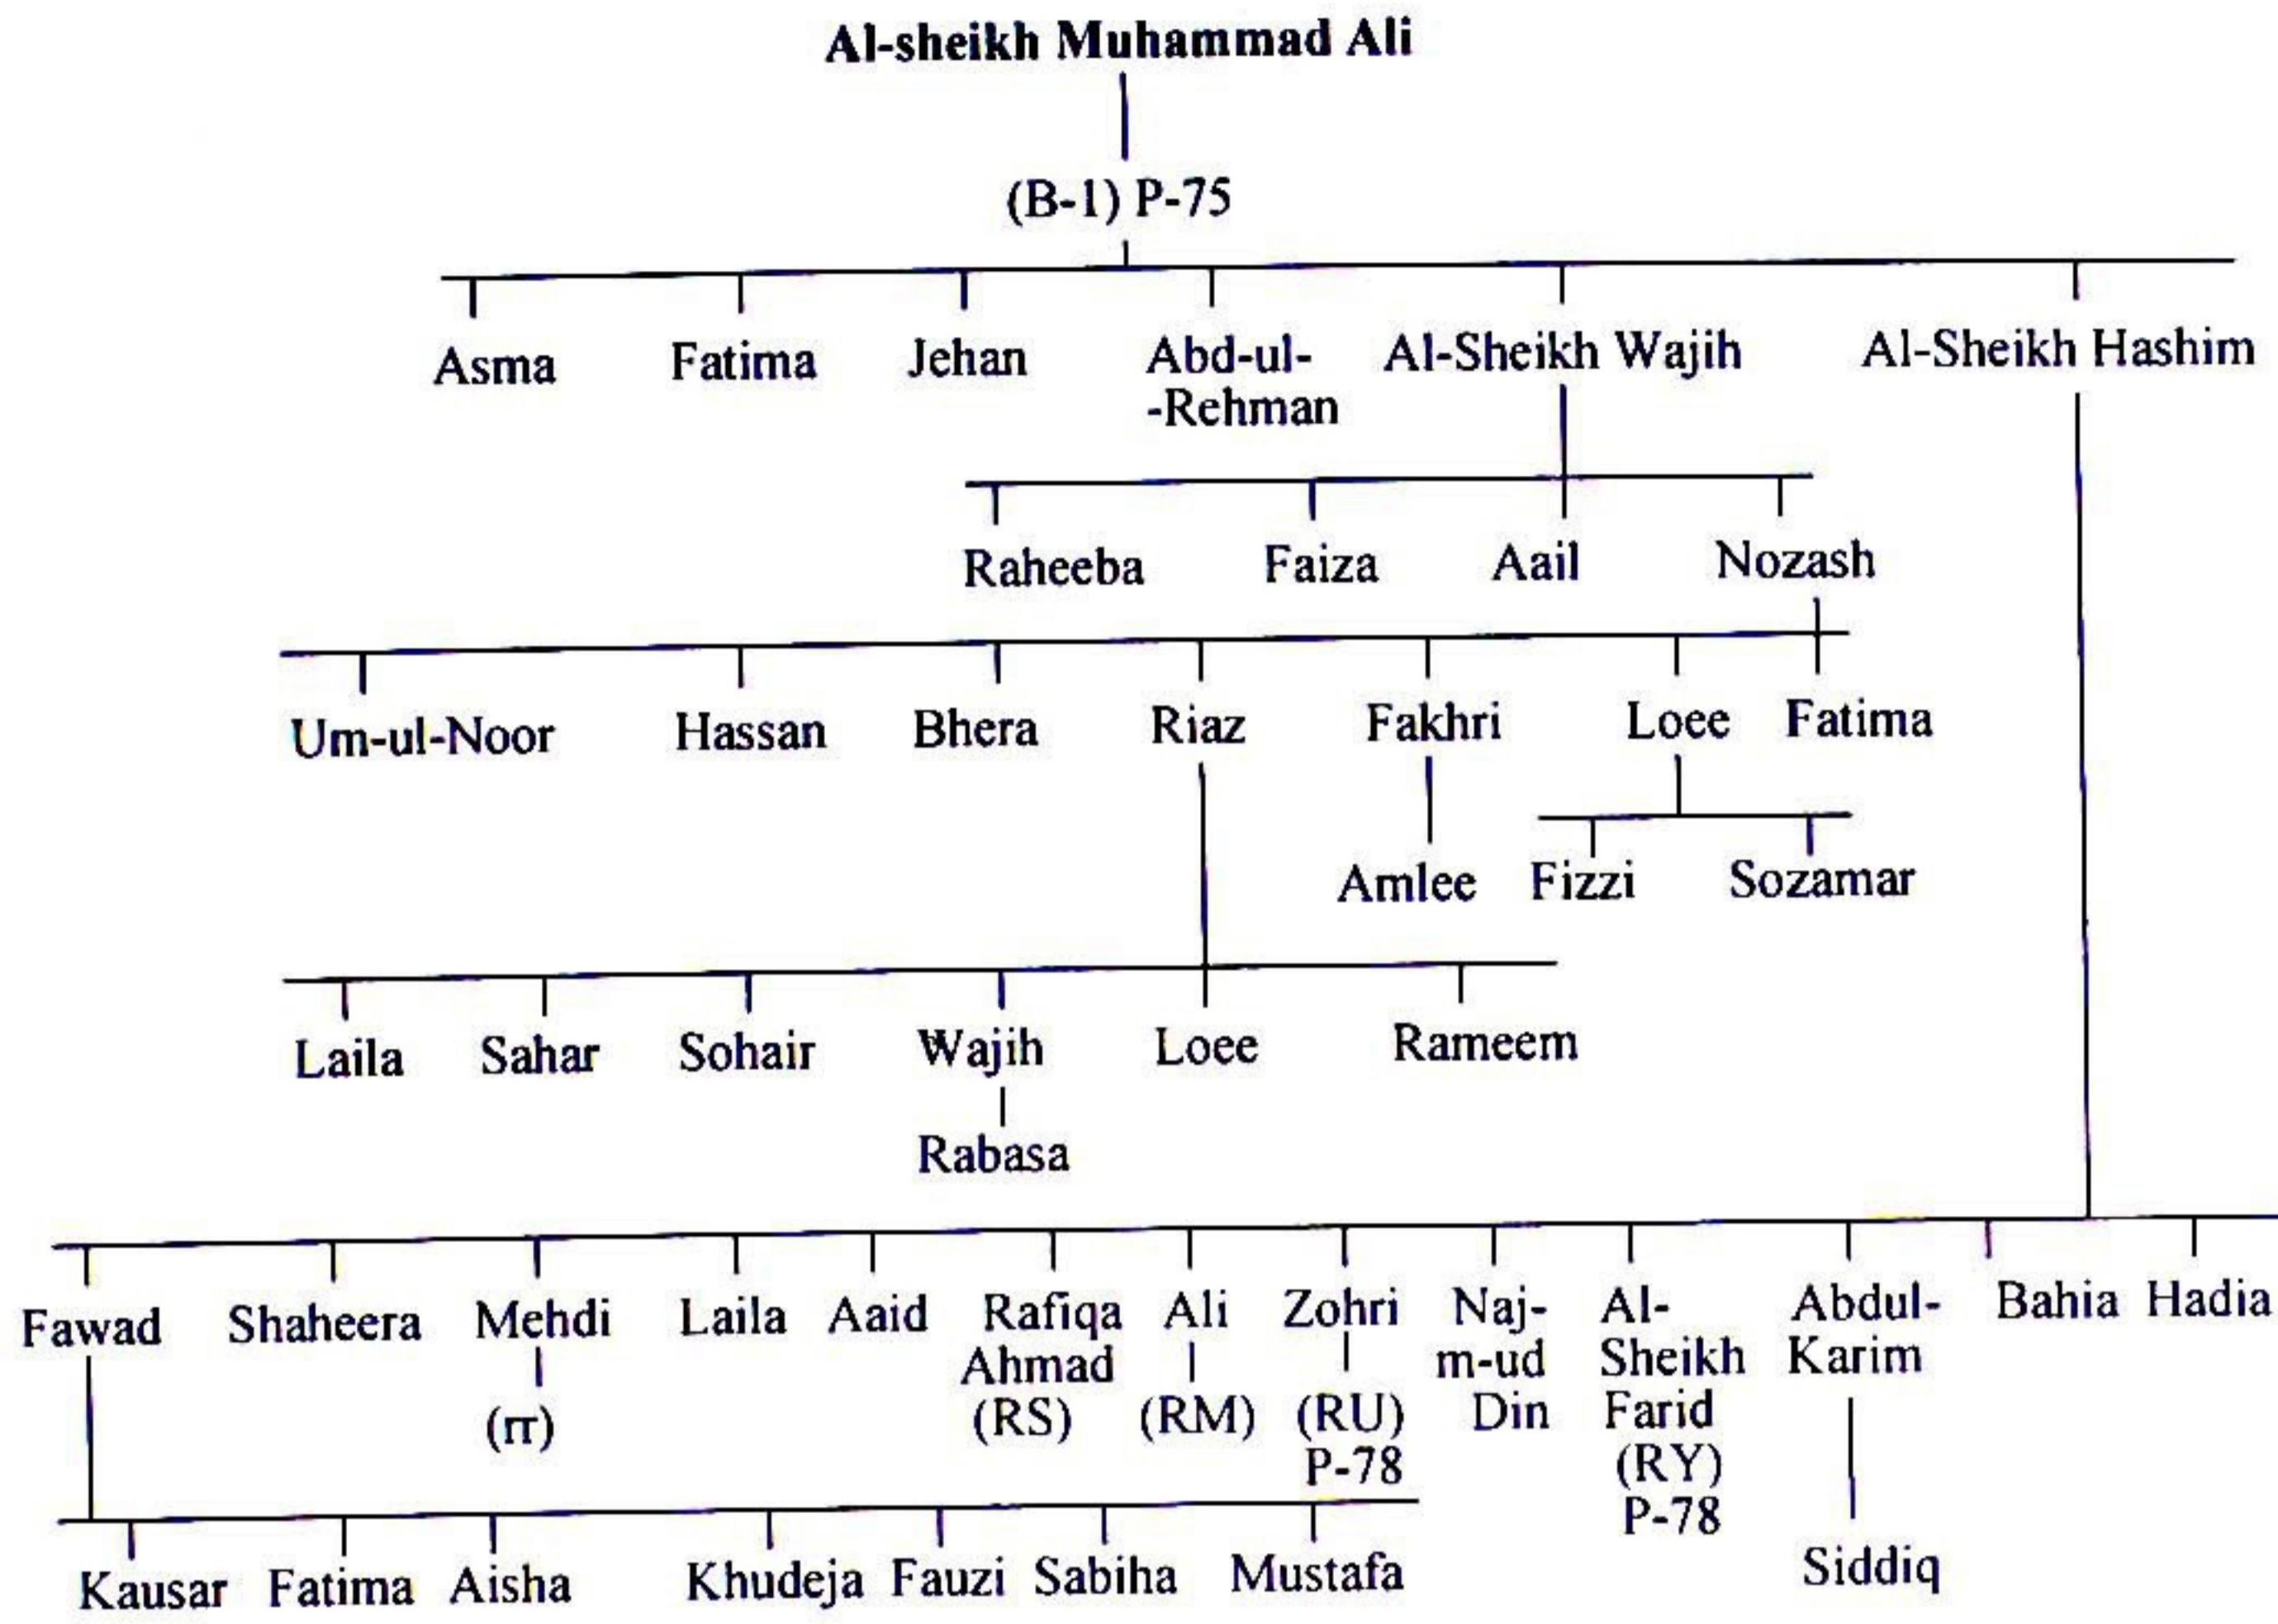 Al-sheikh Muhammad Ali
(B-1) P-75
Asma Fatima Jehan Abd-ul- Al-Sheikh Wajih Al-Sheikh Hashim
-Rehman
Raheeba Faiza Aail Nozash
Um-ul-Noor Hassan Bhera Riaz Fakhri Loee Fatima
Amlee Fizzi Sozamar
Laila Sahar Sohair Wajih Loee Rameem
Rabasa
Fawad Shaheera Mehdi Laila Aaid Rafiqa Ali Zohri Naj- Al- Abdul- Bahia Hadia
Ahmad m-ud Sheikh Karim
(rr) (RS) (RM) (RU) Din Farid
P-78 (RY)
P-78
Kausar Fatima Aisha Khudeja Fauzi Sabiha Mustafa Siddiq